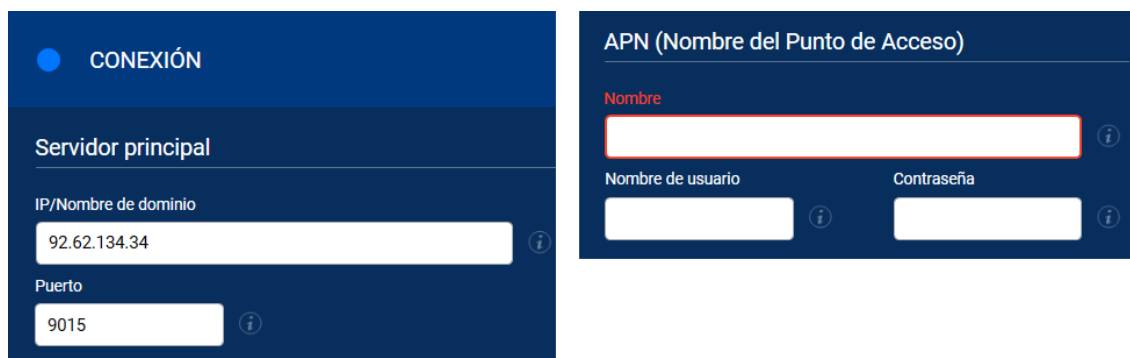 CONEXIÓN
Servidor principal
IP/Nombre de dominio
92.62.134.34
Puerto
9015
APN (Nombre del Punto de Acceso)
Nombre
Nombre de usuario
Contraseña